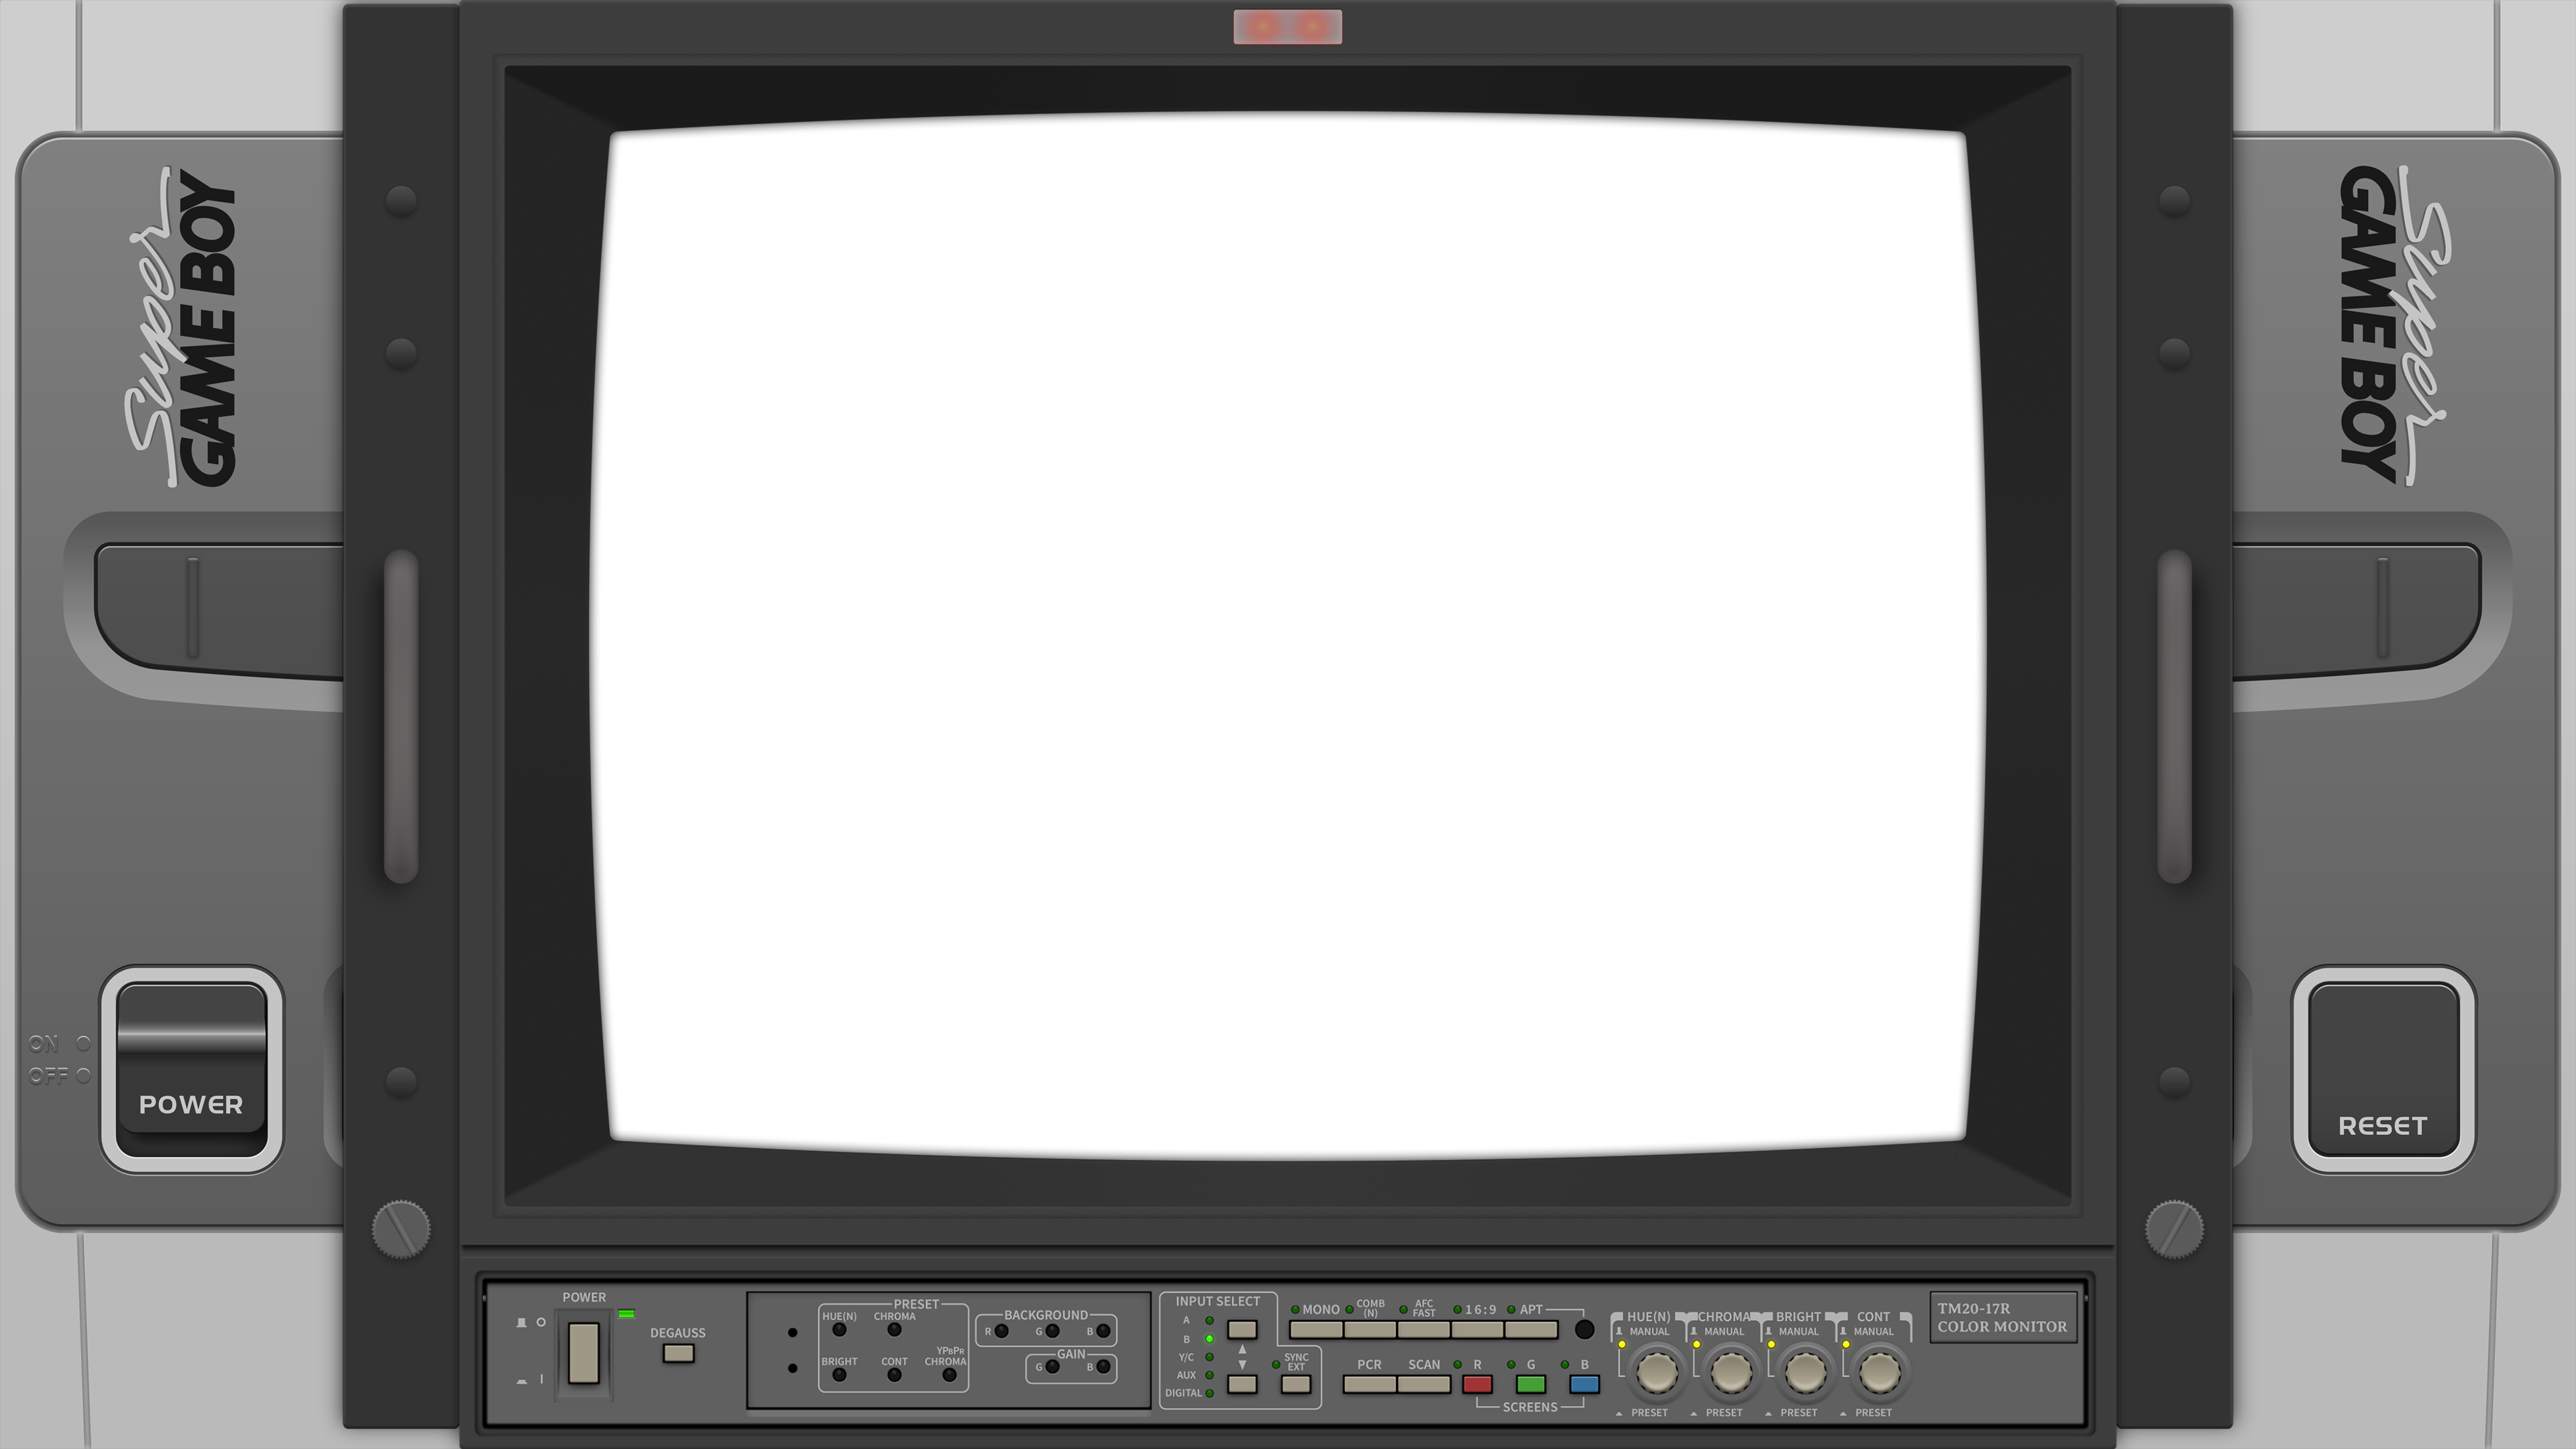 Super
GAME BOY
Super
GAME BOY
ON
OFF
POWER
RESET
POWER
DEGAUSS
PRESET
HUE(N)
CHROMA
BRIGHT
CONT
YPBPR
CHROMA
BACKGROUND
R
G
B
GAIN
G
B
INPUT SELECT
A
B
Y/C
AUX
DIGITAL
SYNC
EXT
MONO
COMB
(N)
AFC
FAST
16:9
APT
PCR
SCAN
R
G
B
SCREENS
HUE(N)
MANUAL
PRESET
CHROMA
MANUAL
PRESET
BRIGHT
MANUAL
PRESET
CONT
MANUAL
PRESET
TM20-17R
COLOR MONITOR